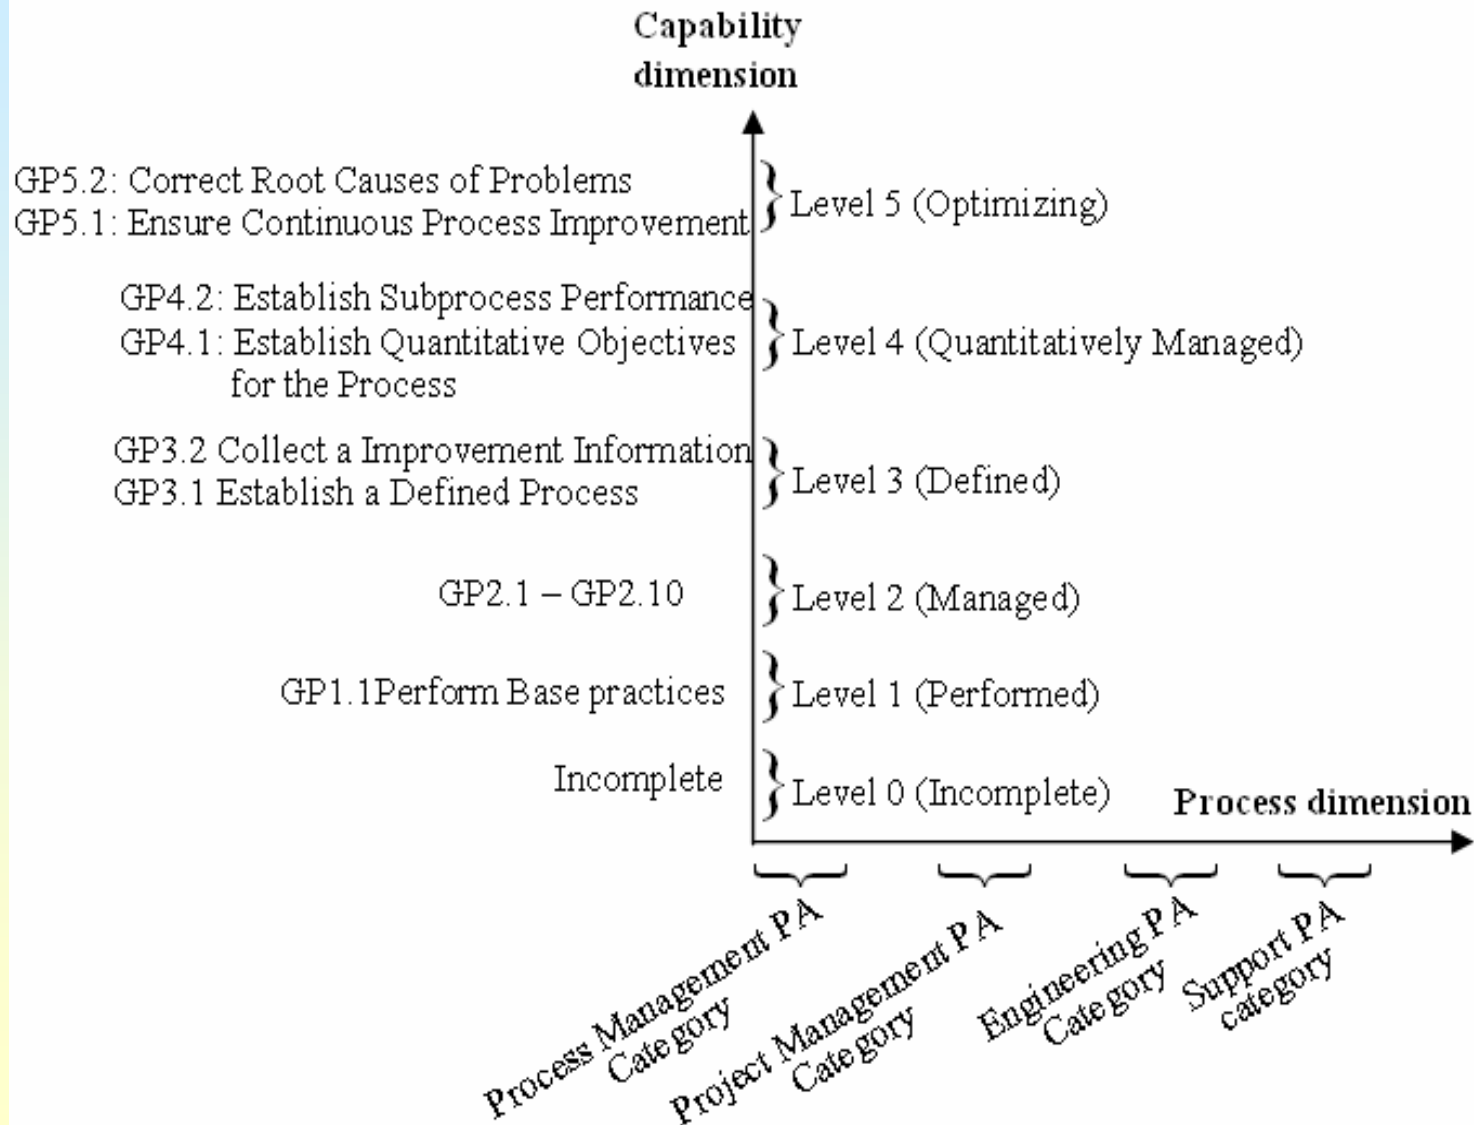 Capability
dimension
GP5.2: Correct Root Causes of Problems
GP5.1: Ensure Continuous Process Improvement
Level 5 (Optimizing)
GP4.2: Establish Subprocess Performance
GP4.1: Establish Quantitative Objectives
for the Process
Level 4 (Quantitatively Managed)
GP3.2 Collect a Improvement Information
GP3.1 Establish a Defined Process
Level 3 (Defined)
GP2.1 – GP2.10
Level 2 (Managed)
GP1.1Perform Base practices
Level 1 (Performed)
Incomplete
Level 0 (Incomplete)
Process dimension
Process Management PA
Category
Project Management PA
Category
Engineering PA
Category
Support PA
category